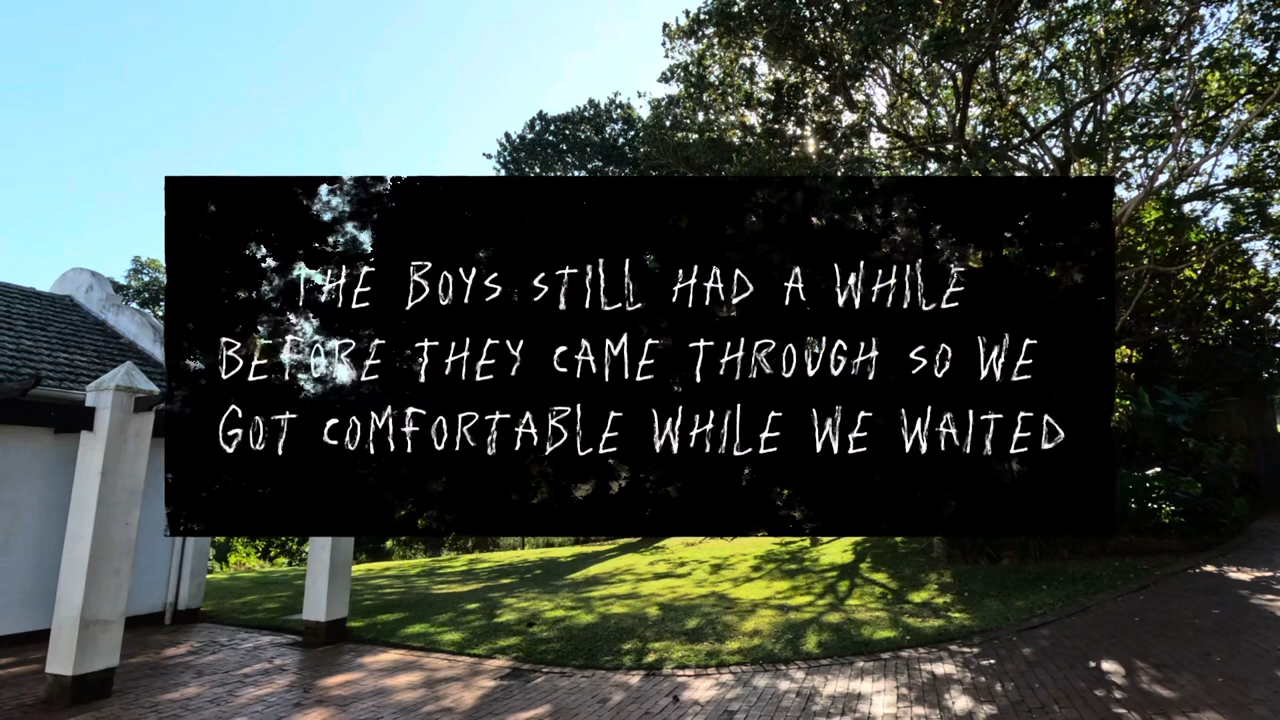 THE BOYS STILL HAD A WHILE
BEFORE THEY CAME THROUGH SO WE
GOT COMFORTABLE WHILE WE WAITED